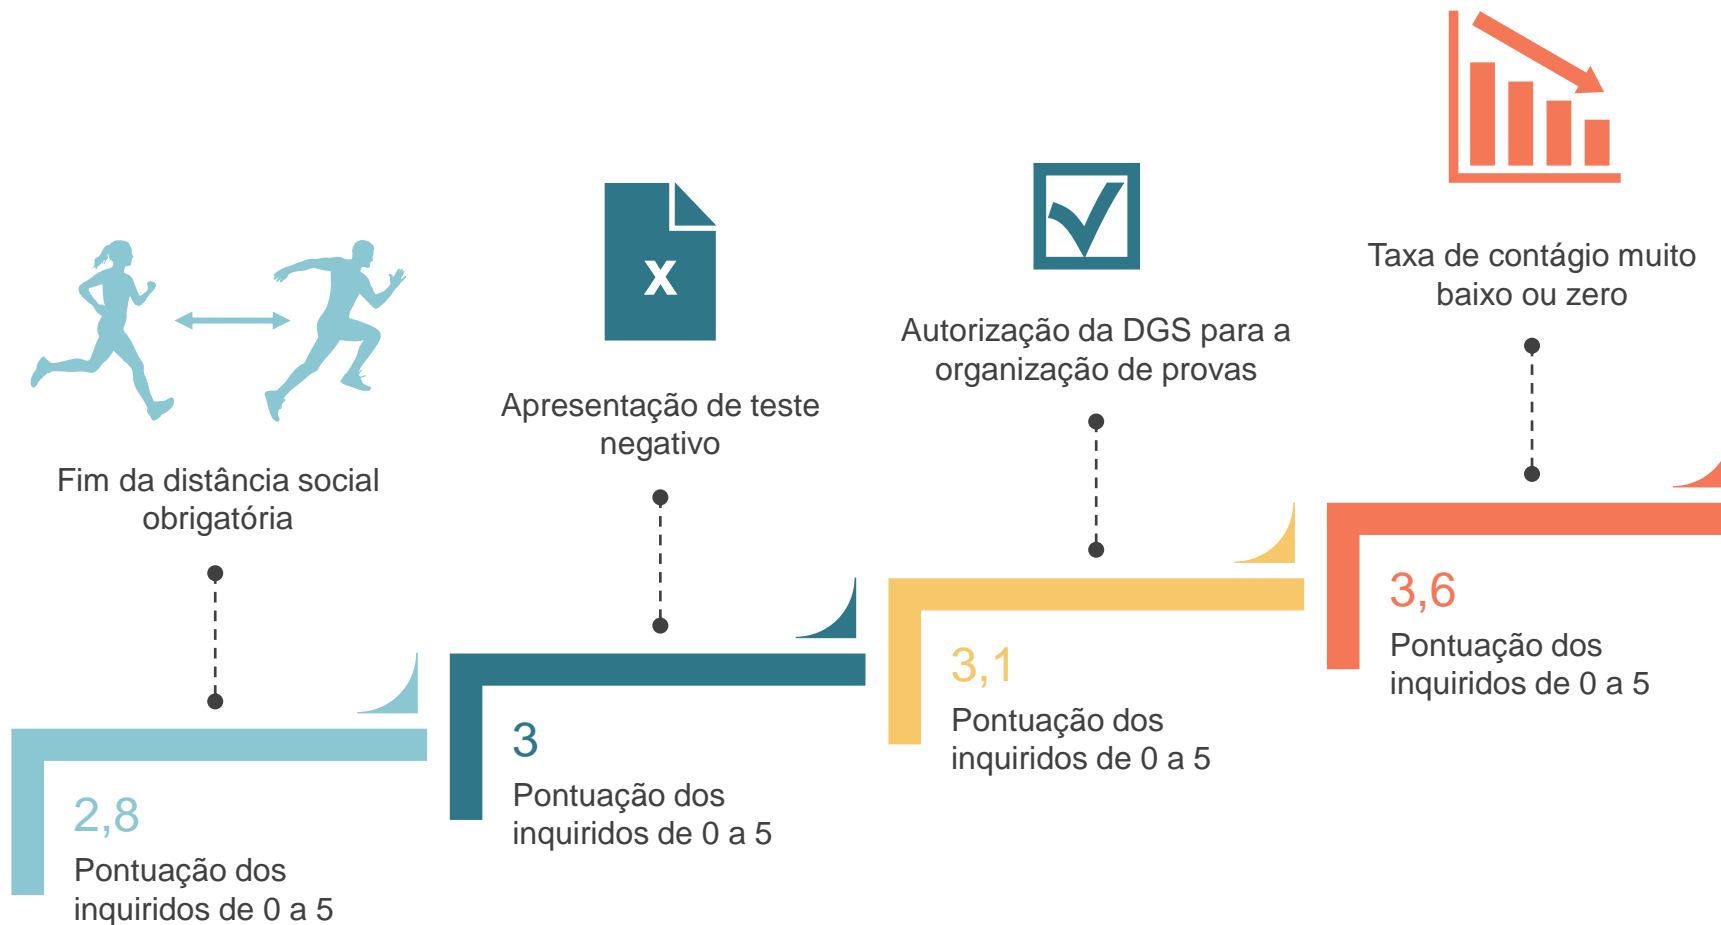 Fim da distância social
obrigatória
2,8
Pontuação dos
inquiridos de 0 a 5
x
Apresentação de teste
negativo
3
Pontuação dos
inquiridos de 0 a 5
Autorização da DGS para a
organização de provas
3,1
Pontuação dos
inquiridos de 0 a 5
Taxa de contágio muito
baixo ou zero
3,6
Pontuação dos
inquiridos de 0 a 5